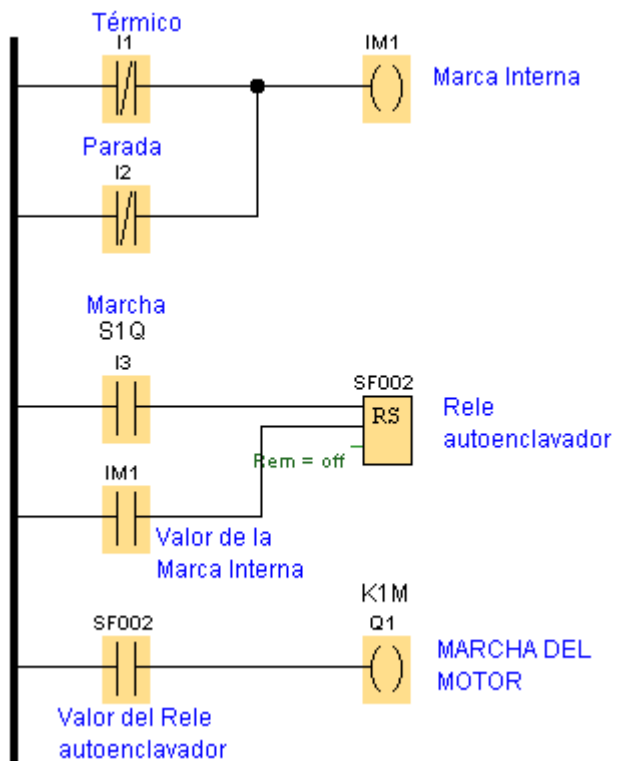 Térmico
I1
IM1
Marca Interna
Parada
I2
Marcha
S1Q
I3
SF002
RS
Rele
autoenclavador
Rem = off
IM1
Valor de la
Marca Interna
K1M
SF002
Q1
MARCHA DEL
MOTOR
Valor del Rele
autoenclavador